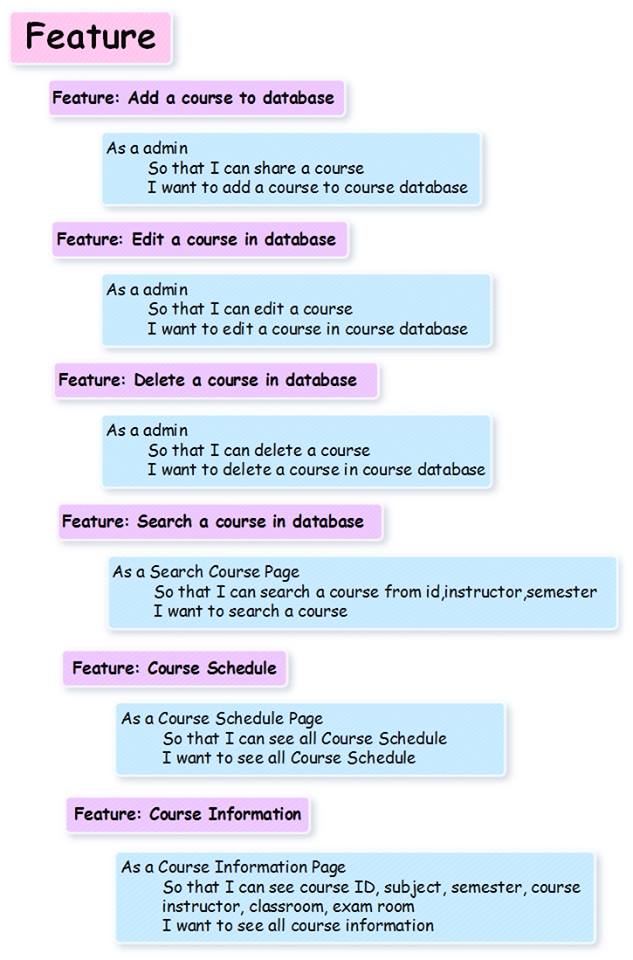 Feature
Feature: Add a course to database
As a admin
So that I can share a course
I want to add a course to course database
Feature: Edit a course in database
As a admin
So that I can edit a course
I want to edit a course in course database
Feature: Delete a course in database
As a admin
So that I can delete a course
I want to delete a course in course database
Feature: Search a course in database
As a Search Course Page
So that I can search a course from id,instructor,semester
I want to search a course
Feature: Course Schedule
As a Course Schedule Page
So that I can see all Course Schedule
I want to see all Course Schedule
Feature: Course Information
As a Course Information Page
So that I can see course ID, subject, semester, course
instructor, classroom, exam room
I want to see all course information